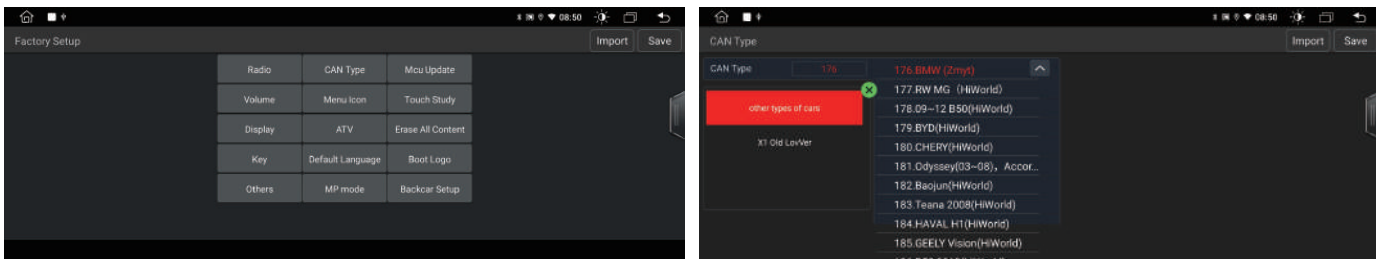 08:50
Factory Setup
Import
Save
Radio
CAN Type
Mcu Update
Volume
Menu Icon
Touch Study
Display
ATV
Erase All Content
Key
Default Language
Boot Logo
Others
MP mode
Backcar Setup
08:50
CAN Type
Import
Save
CAN Type
176
other types of cars
X1 Old LowVer
176.BMW (Zmyt)
177.RW MG (HiWorld)
178.09~12 B50(HiWorld)
179.BYD(HiWorld)
180.CHERY(HiWorld)
181.Odyssey(03~08), Accor...
182.Baojun(HiWorld)
183.Teana 2008(HiWorld)
184.HAVAL H1(HiWorld)
185.GEELY Vision(HiWorld)